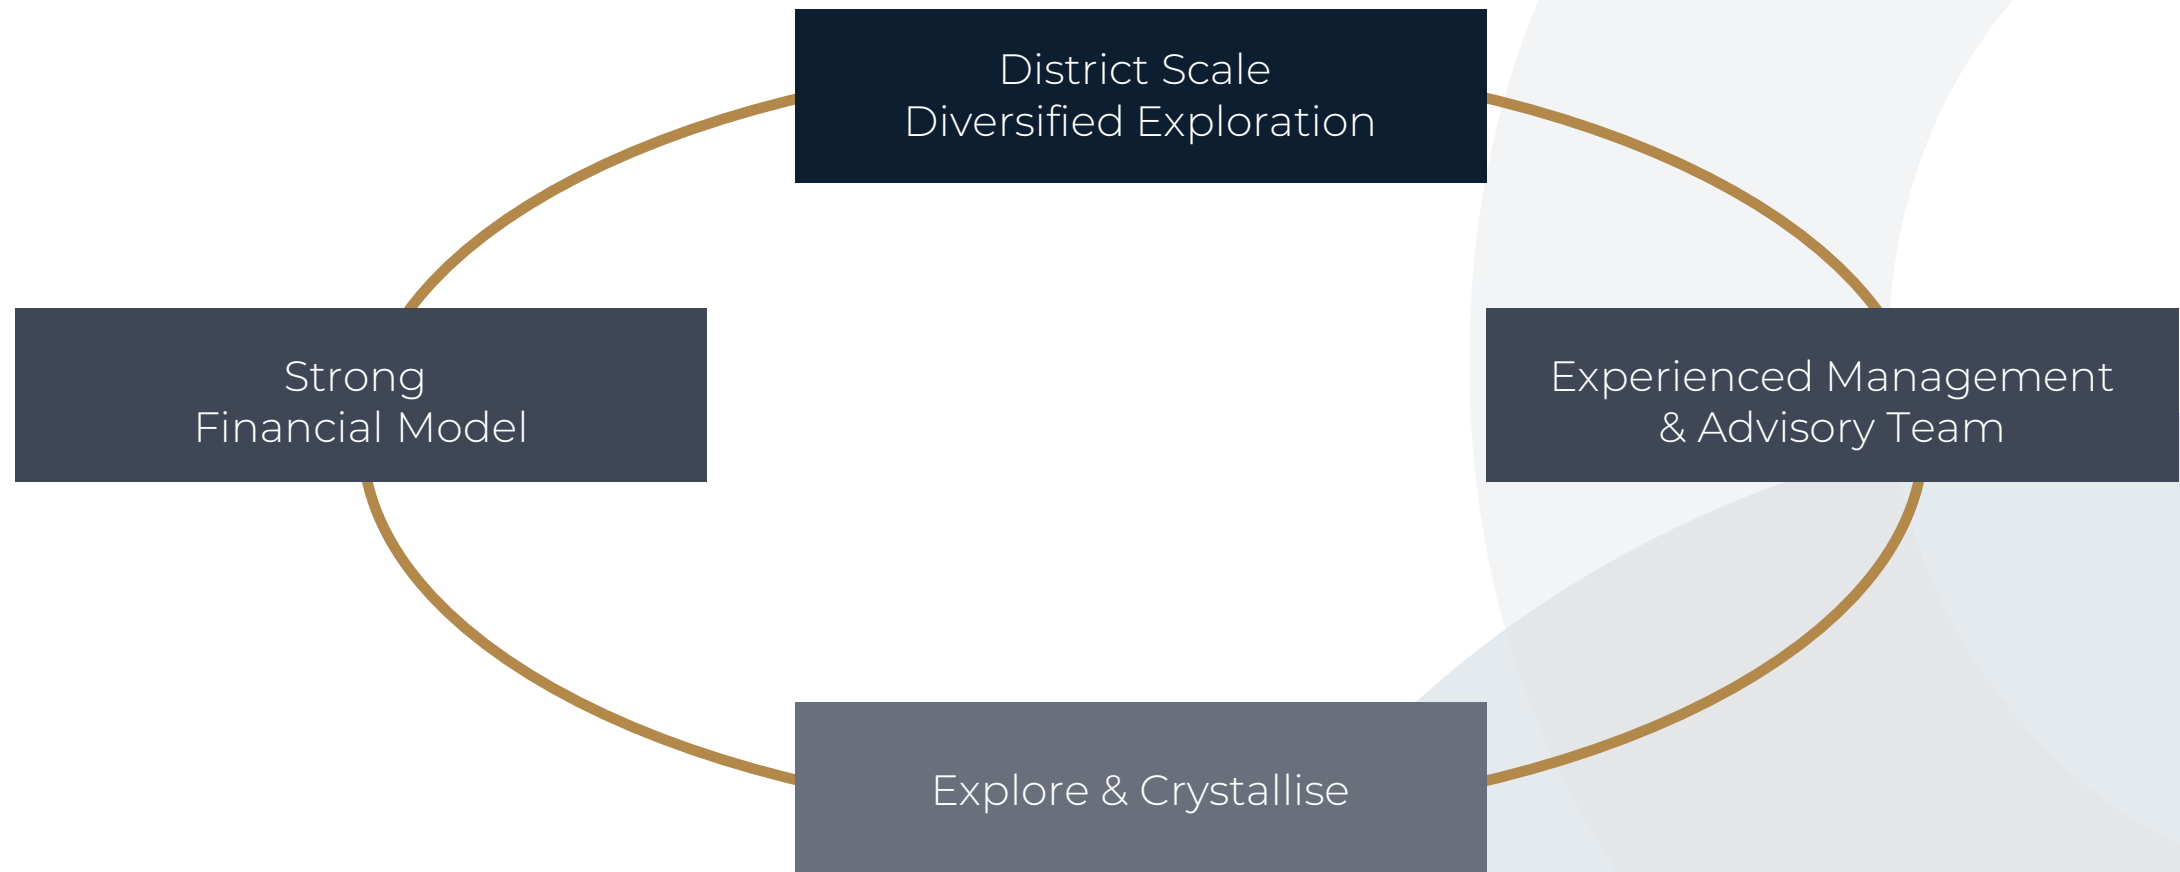 District Scale
Diversified Exploration
Strong
Financial Model
Experienced Management
& Advisory Team
Explore & Crystallise